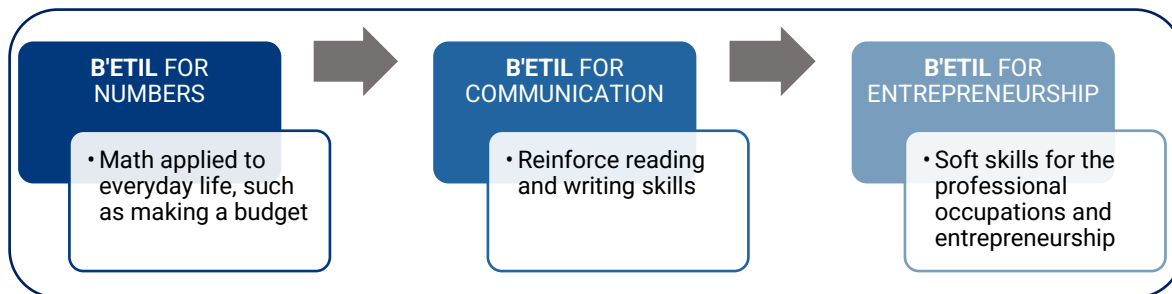 B'ETIL FOR
NUMBERS
• Math applied to
everyday life, such
as making a budget
B'ETIL FOR
COMMUNICATION
• Reinforce reading
and writing skills
B'ETIL FOR
ENTREPRENEURSHIP
• Soft skills for the
professional
occupations and
entrepreneurship